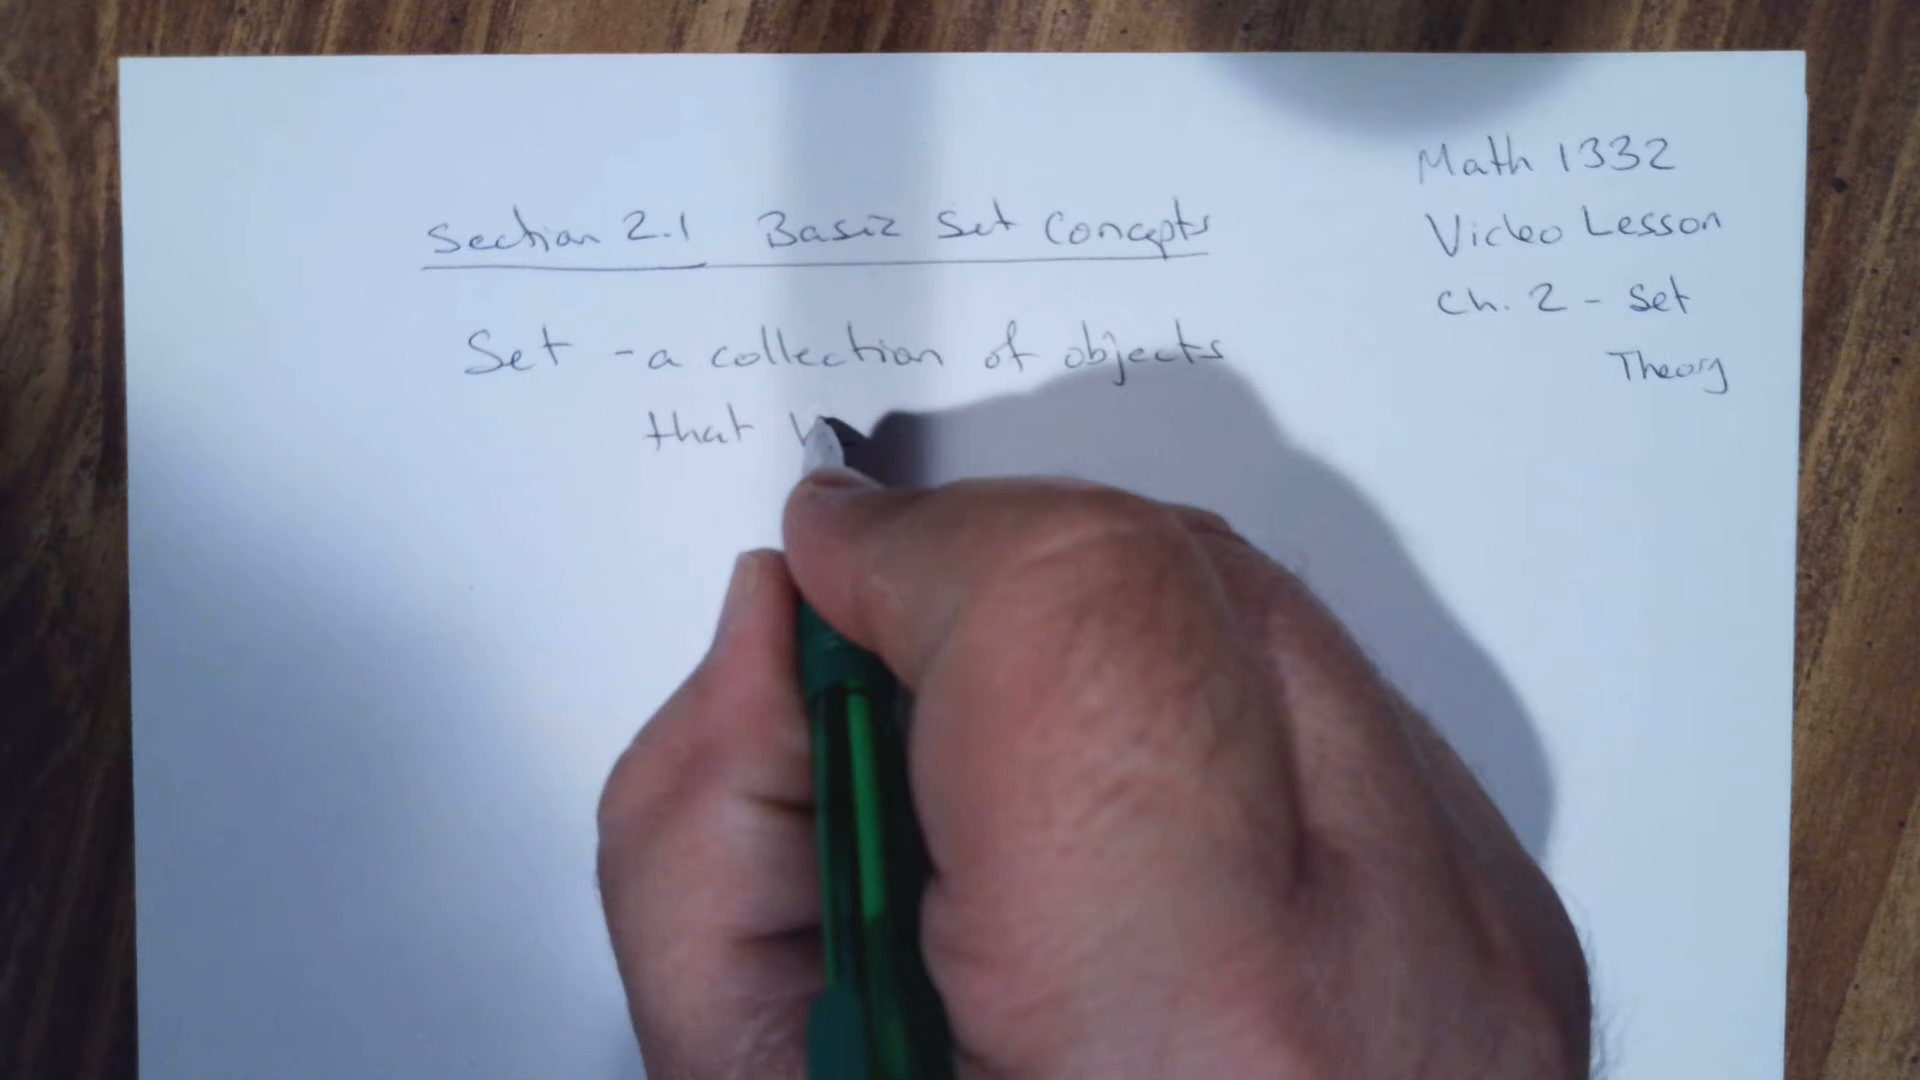 Math 1332
Video Lesson
Ch. 2 - Set
Theory
Section 2.1 Basic Set Concepts
Set - a collection of objects
that